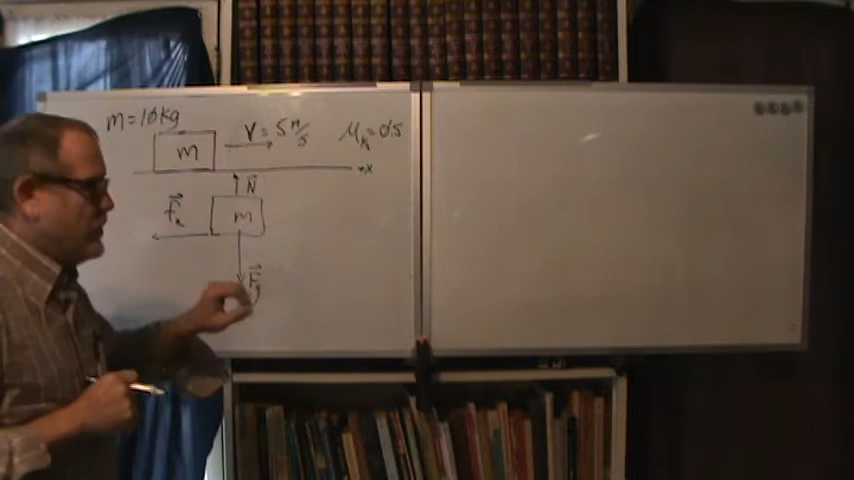 m=10kg
m
V = 5 m/s
μk=0.5
+x
N
m
fk
Fg